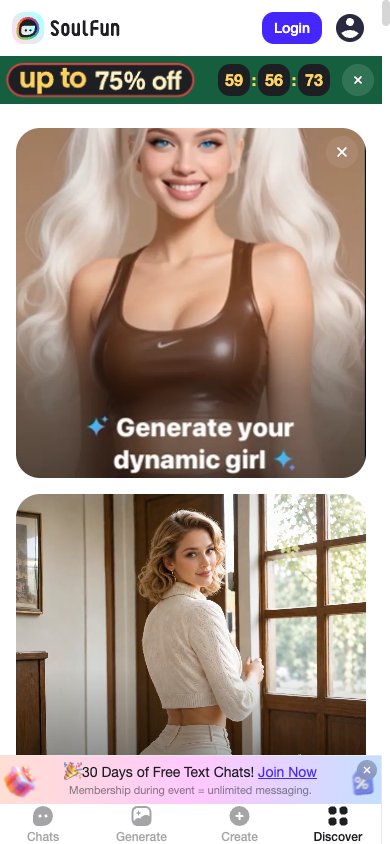 SoulFun
Login
up to 75% off
59 : 56 : 73
Generate your
dynamic girl
30 Days of Free Text Chats! Join Now
Membership during event = unlimited messaging.
%
Chats
Generate
Create
Discover